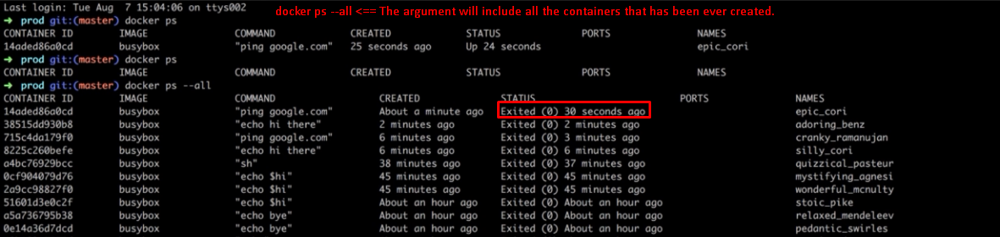 Last login: Tue Aug  7 15:04:06 on ttys002
docker ps --all <== The argument will include all the containers that has been ever created.
➜  prod git:(master) docker ps
CONTAINER ID        IMAGE               COMMAND             CREATED             STATUS              PORTS               NAMES
14aded86a0cd        busybox             "ping google.com"   25 seconds ago      Up 24 seconds                           epic_cori
➜  prod git:(master) docker ps
CONTAINER ID        IMAGE               COMMAND             CREATED             STATUS              PORTS               NAMES
➜  prod git:(master) docker ps --all
CONTAINER ID        IMAGE               COMMAND             CREATED              STATUS                          PORTS               NAMES
14aded86a0cd        busybox             "ping google.com"   About a minute ago   Exited (0) 30 seconds ago                           epic_cori
38515dd930b8        busybox             "echo hi there"     2 minutes ago        Exited (0) 2 minutes ago                            adoring_benz
715c4da179f0        busybox             "ping google.com"   6 minutes ago        Exited (0) 3 minutes ago                            cranky_ramanujan
8225c260befe        busybox             "echo hi there"     6 minutes ago        Exited (0) 6 minutes ago                            silly_cori
a4bc76929bcc        busybox             "sh"                38 minutes ago       Exited (0) 37 minutes ago                           quizzical_pasteur
0cf904079d76        busybox             "echo $hi"          45 minutes ago       Exited (0) 45 minutes ago                           mystifying_agnesi
2a9cc98827f0        busybox             "echo $hi"          45 minutes ago       Exited (0) 45 minutes ago                           wonderful_mcnulty
51601d3e0c2f        busybox             "echo $hi"          About an hour ago    Exited (0) About an hour ago                        stoic_pike
a5a736795b38        busybox             "echo bye"          About an hour ago    Exited (0) About an hour ago                        relaxed_mendeleev
0e14a36d7dcd        busybox             "echo bye"          About an hour ago    Exited (0) About an hour ago                        pedantic_swirles